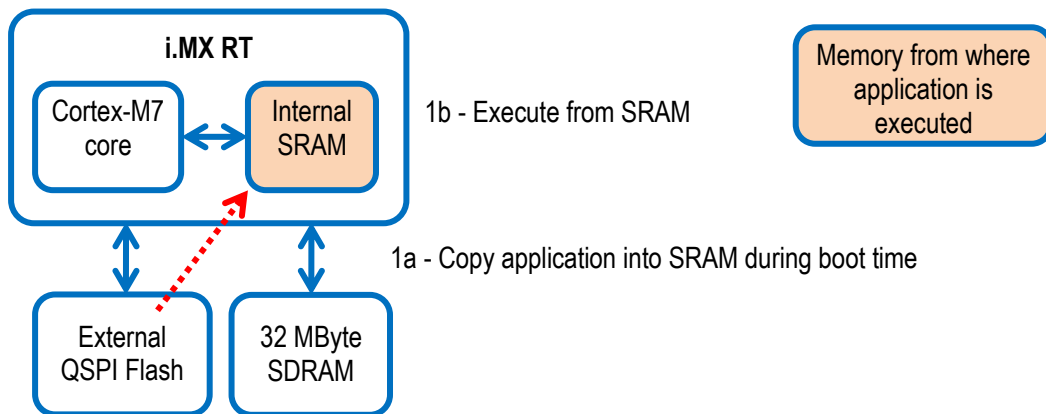 i.MX RT
Cortex-M7
core
Internal
SRAM
1b - Execute from SRAM
Memory from where
application is
executed
1a - Copy application into SRAM during boot time
External
QSPI Flash
32 MByte
SDRAM